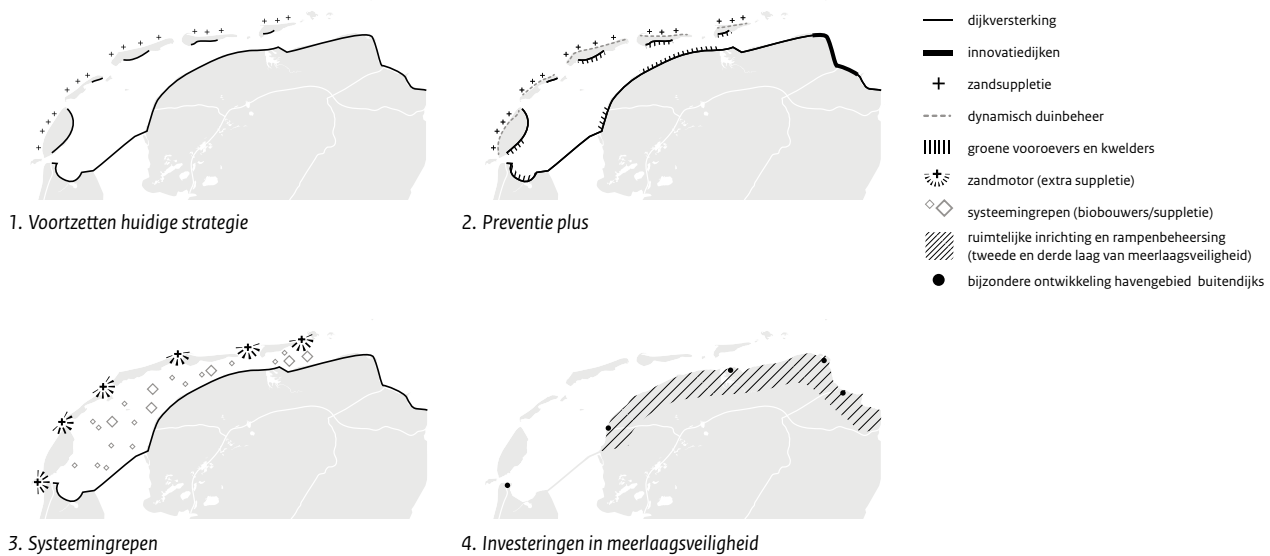 1. Voortzetten huidige strategie
2. Preventie plus
3. Systeemingrepen
4. Investeringen in meerlaagsveiligheid
dijkversterking
innovatiedijken
zandsuppletie
dynamisch duinbeheer
groene vooroevers en kwelders
zandmotor (extra suppletie)
systeemingrepen (biobouwers/suppletie)
ruimtelijke inrichting en rampenbeheersing
(tweede en derde laag van meerlaagsveiligheid)
bijzondere ontwikkeling havengebied buitendijks